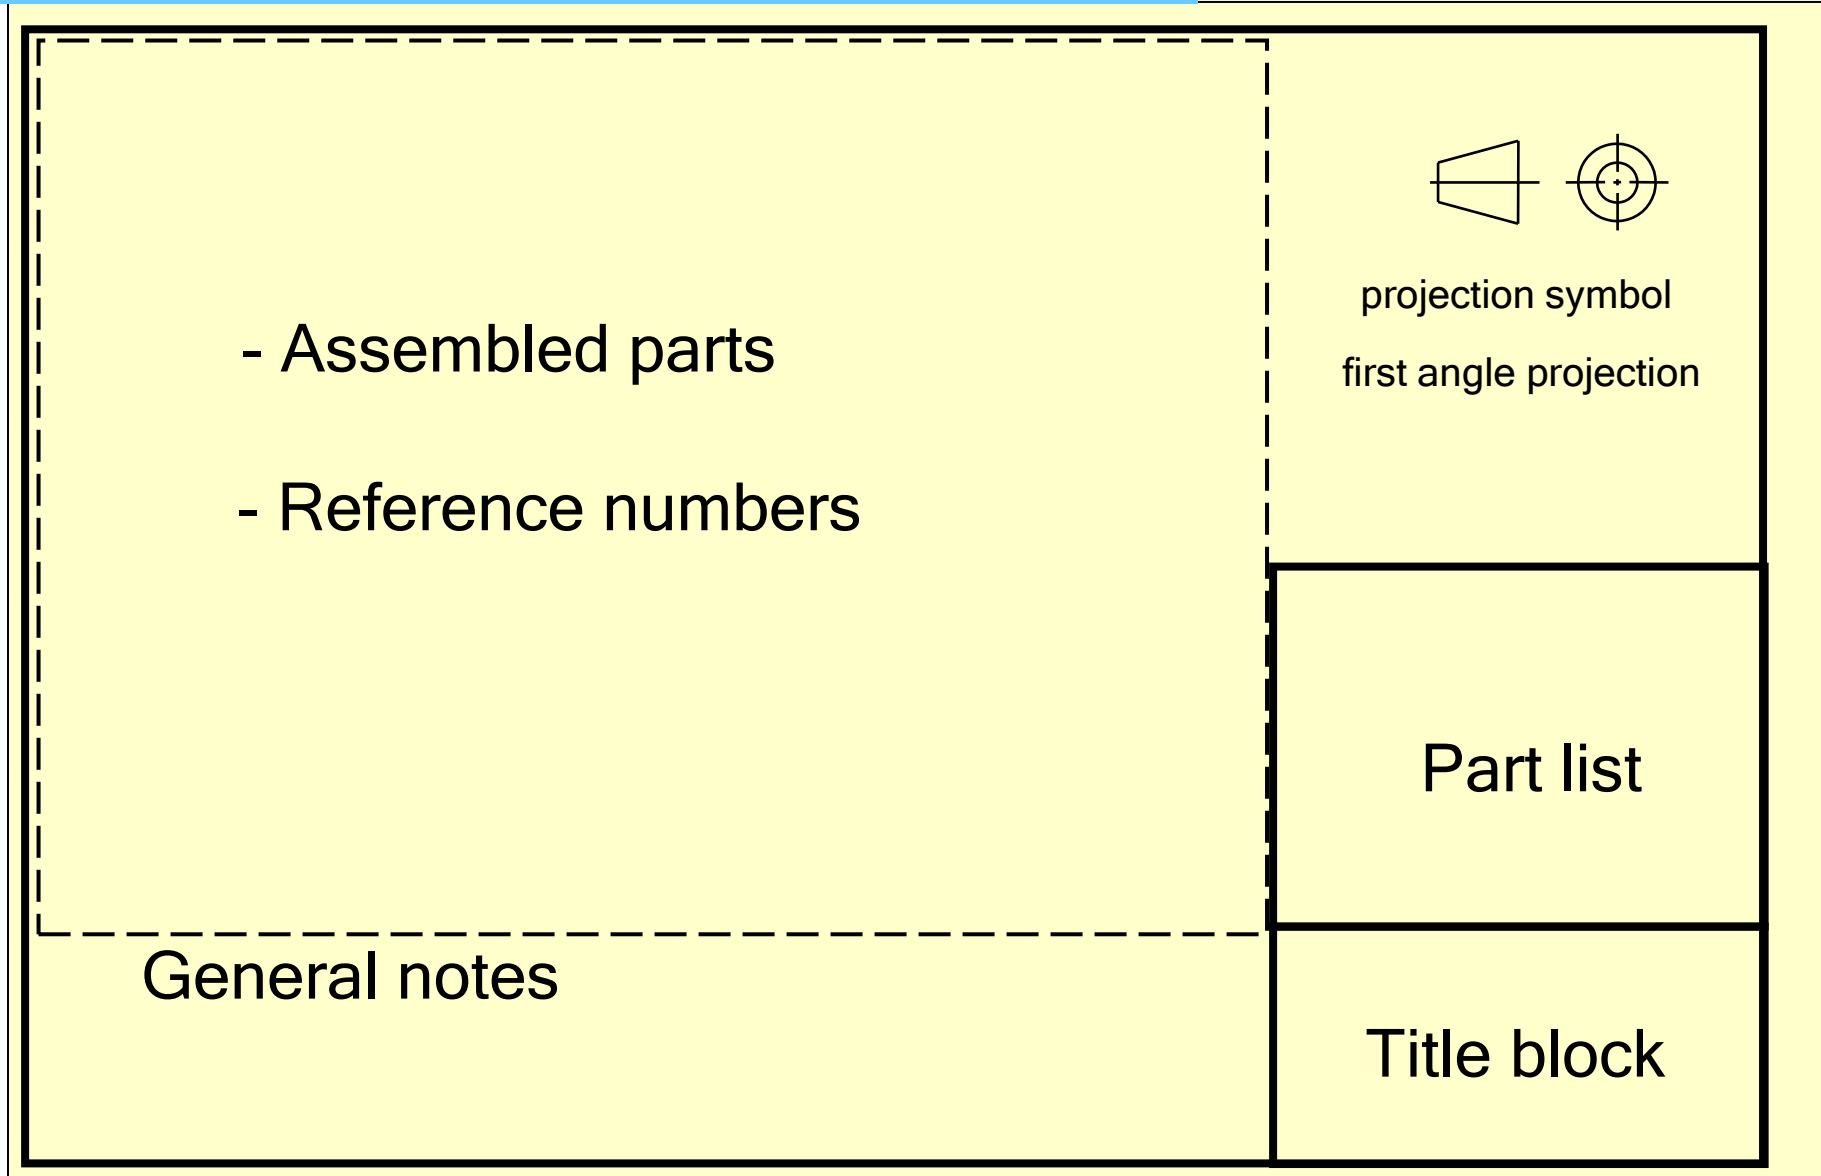 - Assembled parts
- Reference numbers
projection symbol
first angle projection
Part list
General notes
Title block